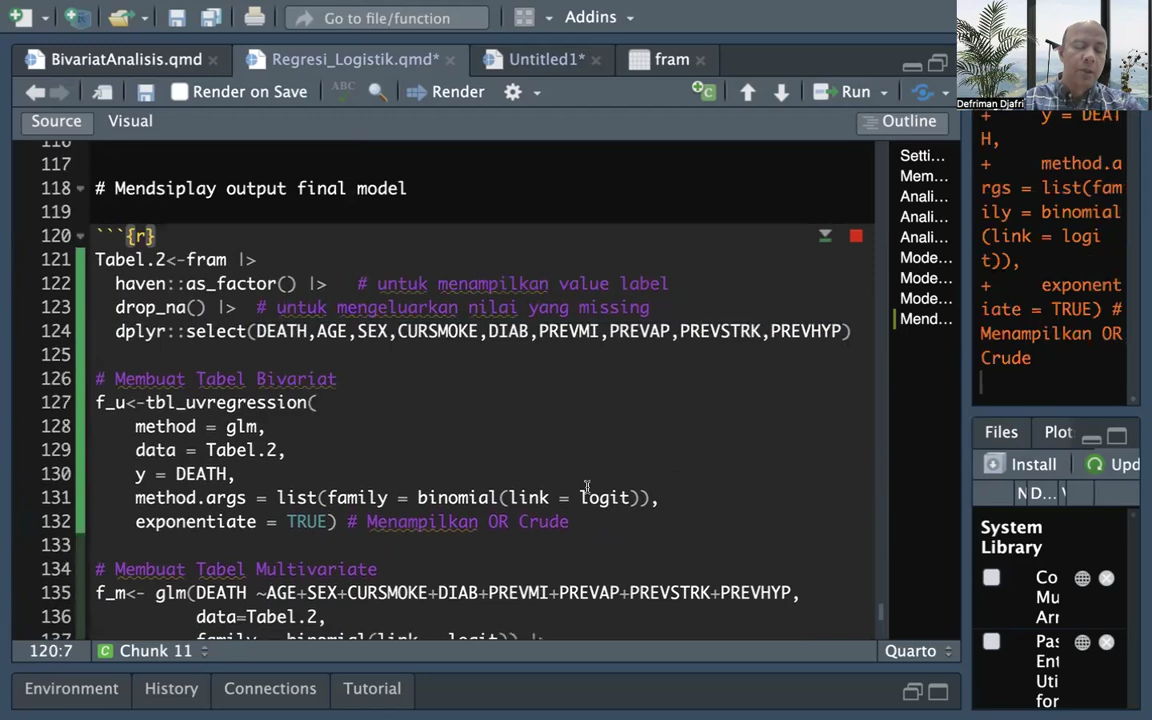 Go to file/function
Addins
BivariatAnalisis.qmd
Regresi_Logistik.qmd*
Untitled1*
fram
Render on Save
ABC
Render
Run
Source
Visual
Outline
Defriman Djafri
117
118 # Mendsiplay output final model
119
120 ```{r}
121 Tabel.2<-fram |>
122 haven::as_factor() |> # untuk menampilkan value label
123 drop_na() |> # untuk mengeluarkan nilai yang missing
124 dplyr::select(DEATH,AGE,SEX,CURSMOKE,DIAB,PREVMI,PREVAP,PREVSTRK,PREVHYP)
125
126 # Membuat Tabel Bivariat
127 f_u<-tbl_uvregression(
128 method = glm,
129 data = Tabel.2,
130 y = DEATH,
131 method.args = list(family = binomial(link = logit)),
132 exponentiate = TRUE) # Menampilkan OR Crude
133
134 # Membuat Tabel Multivariate
135 f_m<- glm(DEATH ~AGE+SEX+CURSMOKE+DIAB+PREVMI+PREVAP+PREVSTRK+PREVHYP,
136 data=Tabel.2,
Setti...
Mem...
Anali...
Anali...
Anali...
Mode...
Mode...
Mode...
Mend...
+ y = DEAT
H,
+ method.a
rgs = list(fam
ily = binomial
(link = logi
t)),
+ exponent
iate = TRUE) #
Menampilkan OR
Crude
120:7
Chunk 11
Quarto
Environment
History
Connections
Tutorial
Files
Plot
Install
Upd
N
D...
V
System
Library
Co
Mu
Arr
Pas
Ent
Uti
for